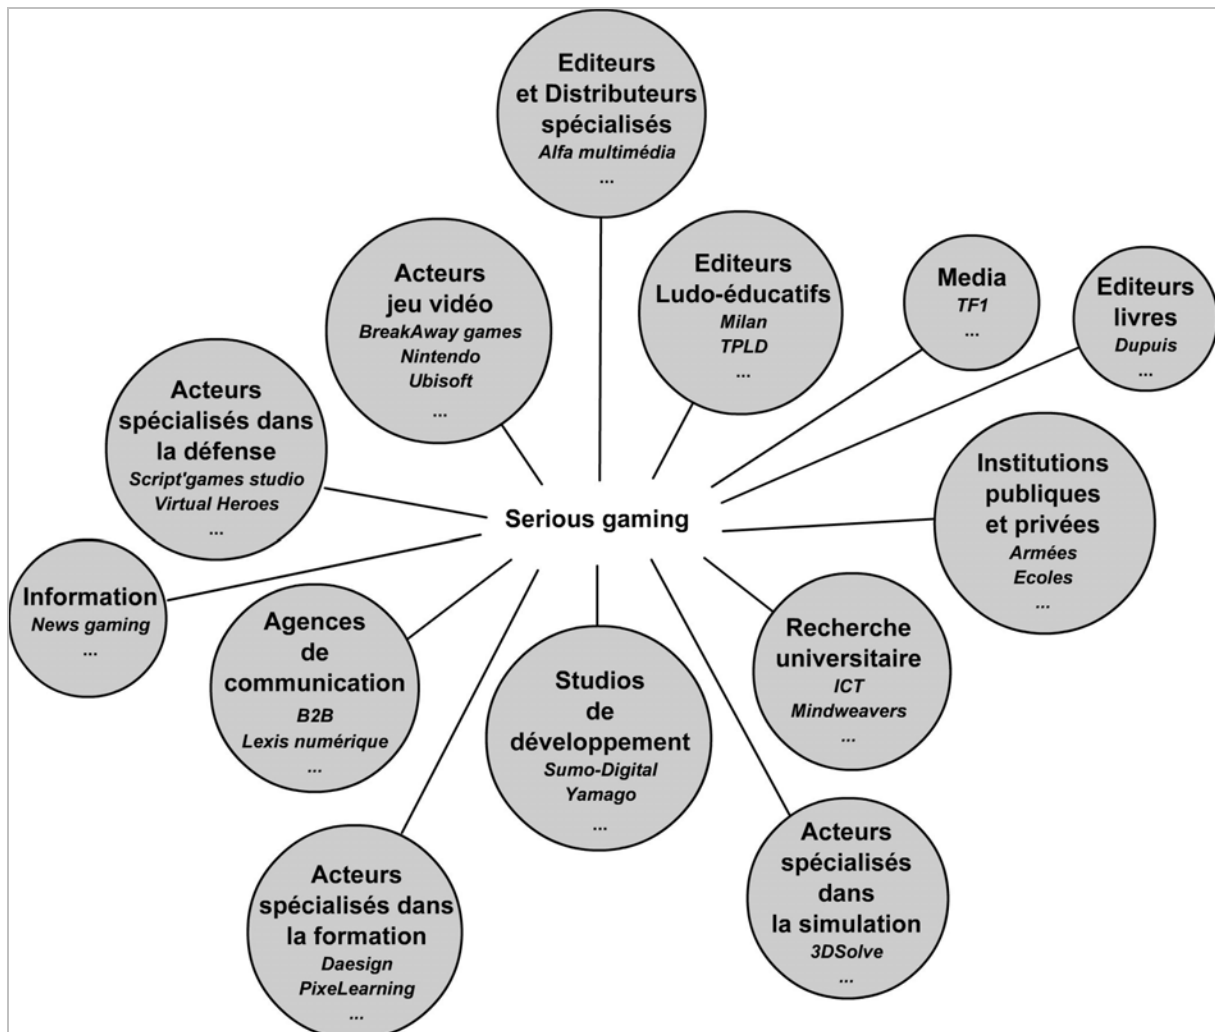 Editeurs
et Distributeurs
spécialisés
Alfa multimédia
...
Acteurs
jeu vidéo
BreakAway games
Nintendo
Ubisoft
...
Editeurs
Ludo-éducatifs
Milan
TPLD
...
Media
TF1
...
Editeurs
livres
Dupuis
...
Acteurs
spécialisés dans
la défense
Script'games studio
Virtual Heroes
...
Serious gaming
Institutions
publiques
et privées
Armées
Ecoles
...
Information
News gaming
...
Agences
de
communication
B2B
Lexis numérique
...
Studios
de
développement
Sumo-Digital
Yamago
...
Recherche
universitaire
ICT
Mindweavers
...
Acteurs
spécialisés dans
la formation
Daesign
PixeLearning
...
Acteurs
spécialisés
dans
la simulation
3DSolve
...